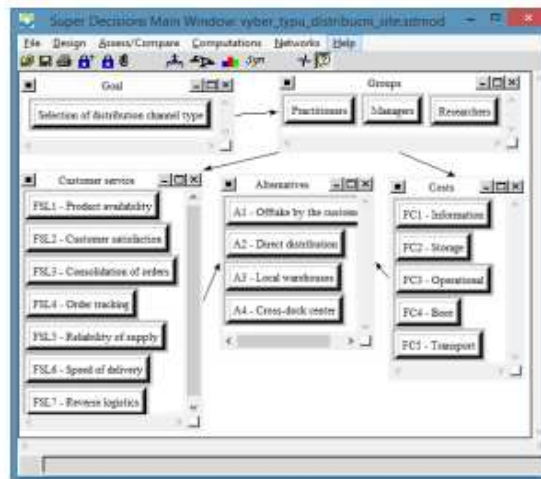 Super Decisions Main Window: vyber_typu_distribucni_site.sdmod
File Design Assess/Compare Computations Networks Help
Syn
Goal
Selection of distribution channel type
Groups
Practitioners Managers Researchers
Customer service
FSL1 - Product availability
FSL2 - Customer satisfaction
FSL3 - Consolidation of orders
FSL4 - Order tracking
FSL5 - Reliability of supply
FSL6 - Speed of delivery
FSL7 - Reverse logistics
Alternatives
A1 - Offtake by the custome
A2 - Direct distribution
A3 - Local warehouses
A4 - Cross-dock center
Costs
FC1 - Information
FC2 - Storage
FC3 - Operational
FC4 -
FC5 - Transport